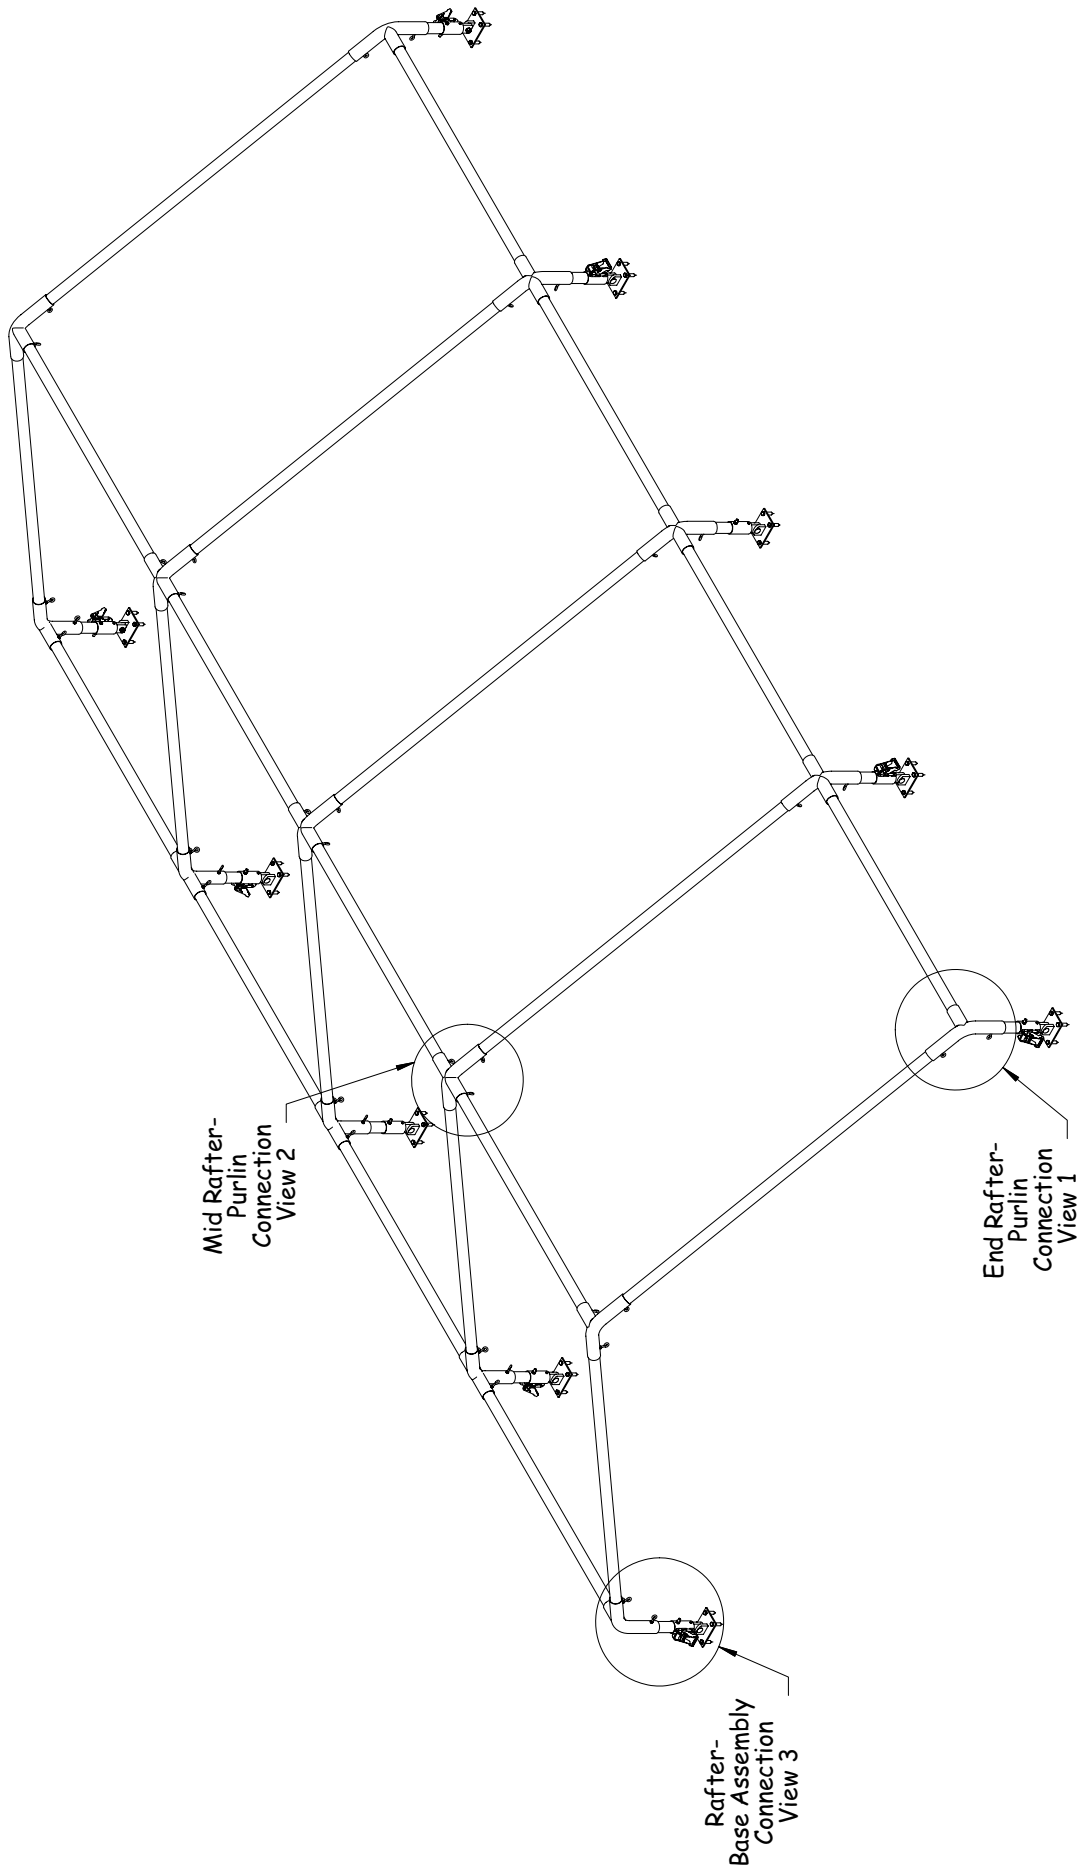 Mid Rafter-
Purlin
Connection
View 2
End Rafter-
Purlin
Connection
View 1
Rafter-
Base Assembly
Connection
View 3